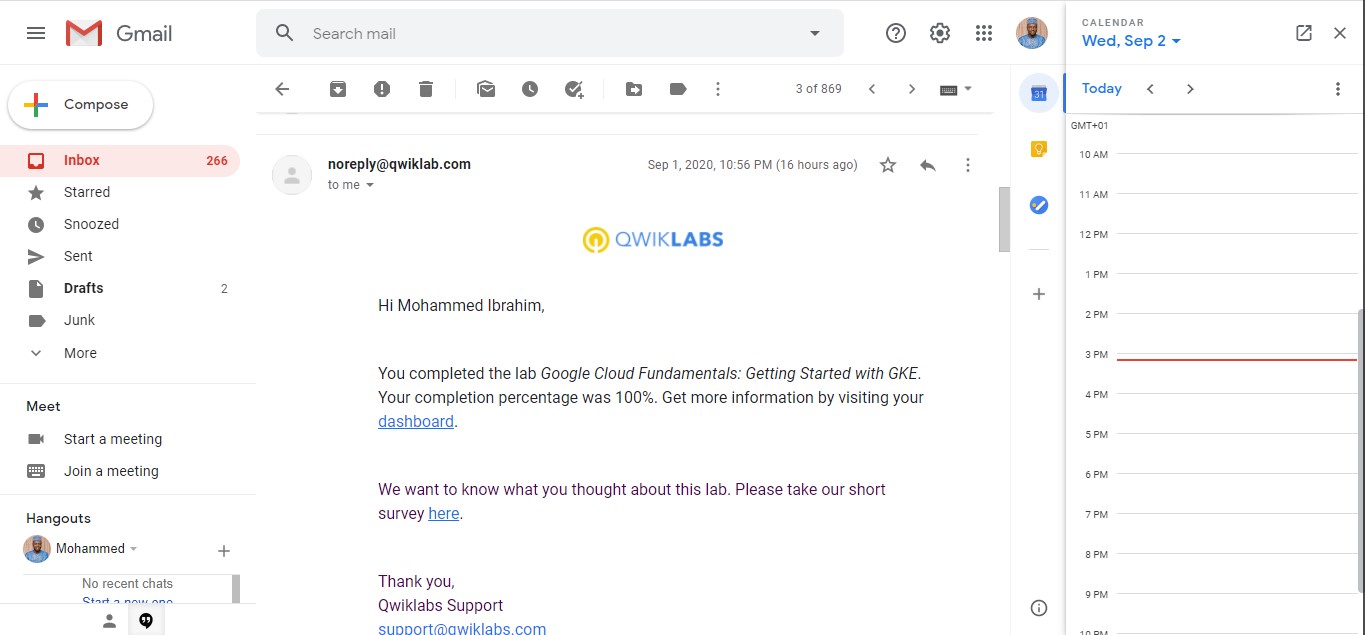 Gmail
Search mail
CALENDAR
Wed, Sep 2
Compose
3 of 869
31
Today
GMT+01
Inbox 266
Starred
Snoozed
Sent
Drafts 2
Junk
More
Meet
Start a meeting
Join a meeting
Hangouts
Mohammed
No recent chats
Start a new one
noreply@qwiklab.com
Sep 1, 2020, 10:56 PM (16 hours ago)
to me
QWIKLABS
Hi Mohammed Ibrahim,
You completed the lab Google Cloud Fundamentals: Getting Started with GKE.
Your completion percentage was 100%. Get more information by visiting your
dashboard.
We want to know what you thought about this lab. Please take our short
survey here.
Thank you,
Qwiklabs Support
support@qwiklabs.com
10 AM
11 AM
12 PM
1 PM
2 PM
3 PM
4 PM
5 PM
6 PM
7 PM
8 PM
9 PM
10 PM